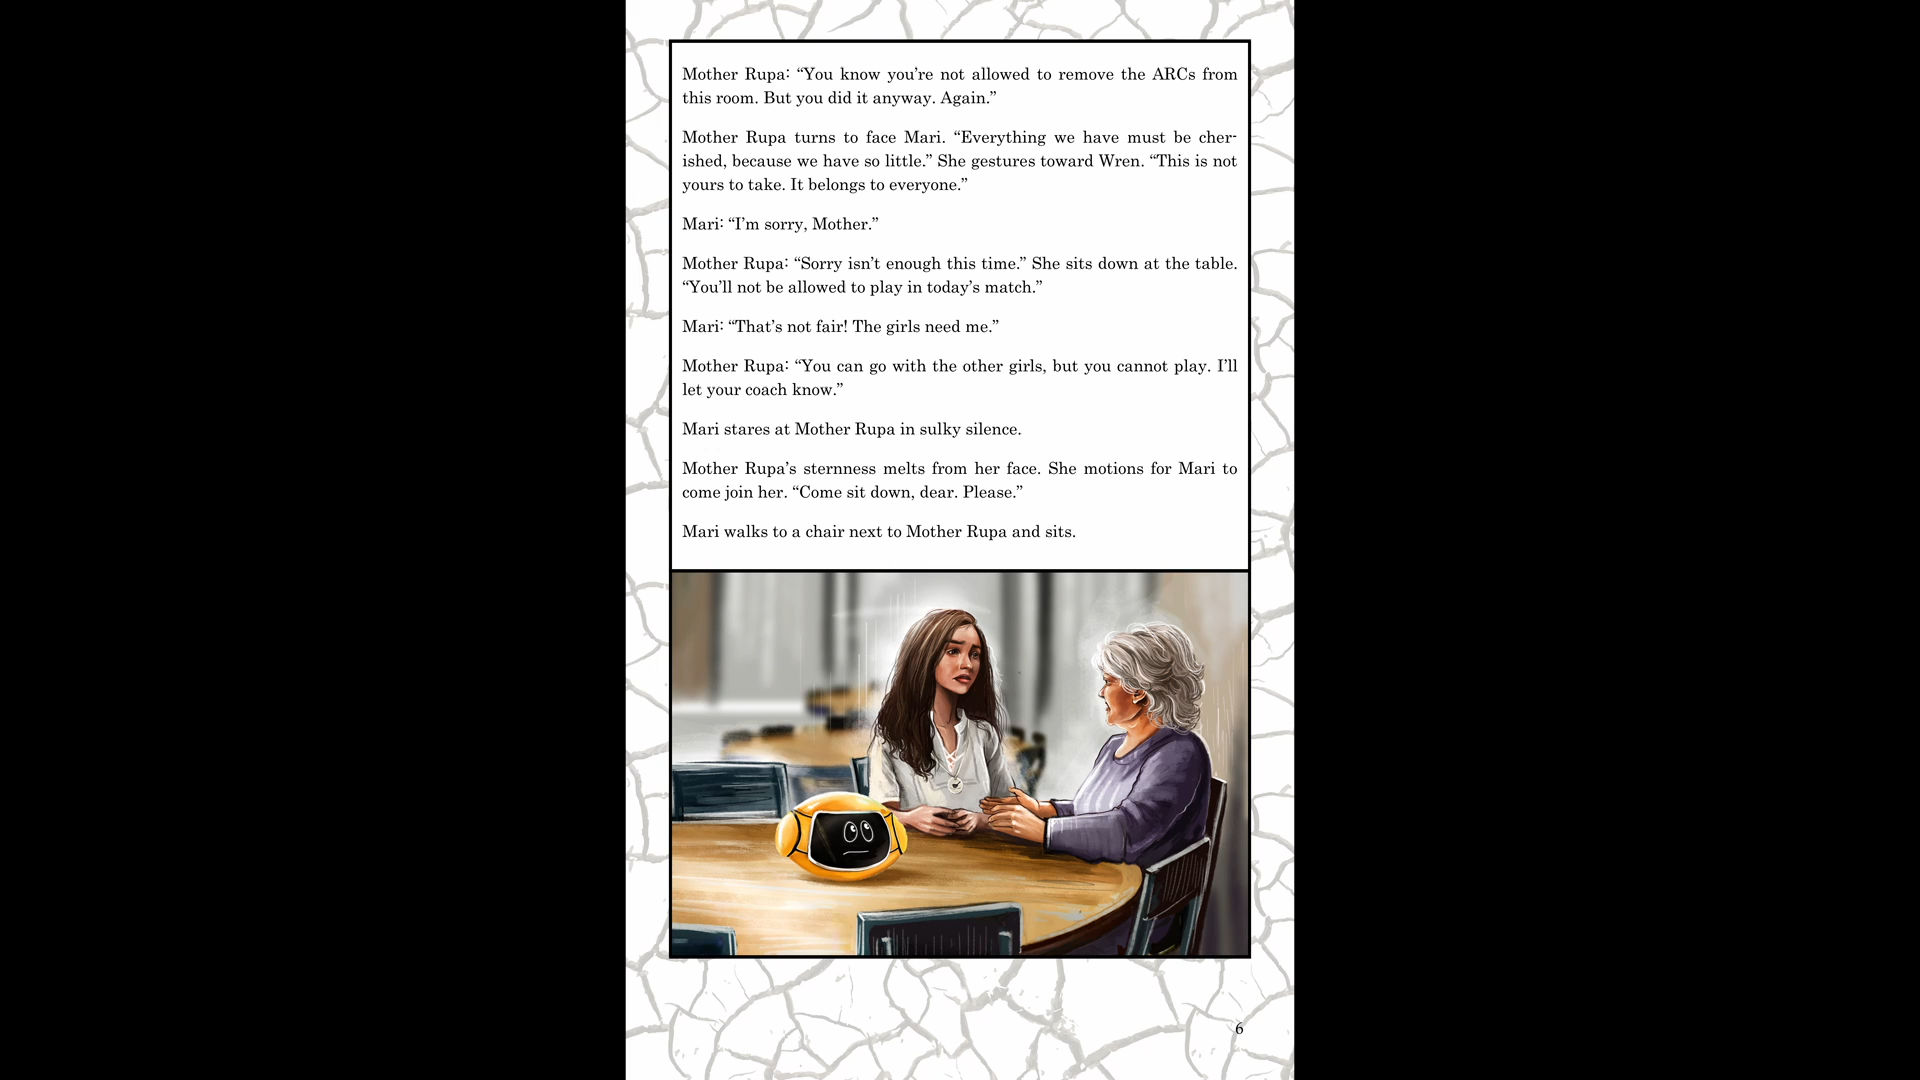 Mother Rupa: “You know you’re not allowed to remove the ARCs from
this room. But you did it anyway. Again.”
Mother Rupa turns to face Mari. “Everything we have must be cher-
ished, because we have so little.” She gestures toward Wren. “This is not
yours to take. It belongs to everyone.”
Mari: “I’m sorry, Mother.”
Mother Rupa: “Sorry isn’t enough this time.” She sits down at the table.
“You’ll not be allowed to play in today’s match.”
Mari: “That’s not fair! The girls need me.”
Mother Rupa: “You can go with the other girls, but you cannot play. I’ll
let your coach know.”
Mari stares at Mother Rupa in sulky silence.
Mother Rupa’s sternness melts from her face. She motions for Mari to
come join her. “Come sit down, dear. Please.”
Mari walks to a chair next to Mother Rupa and sits.
6